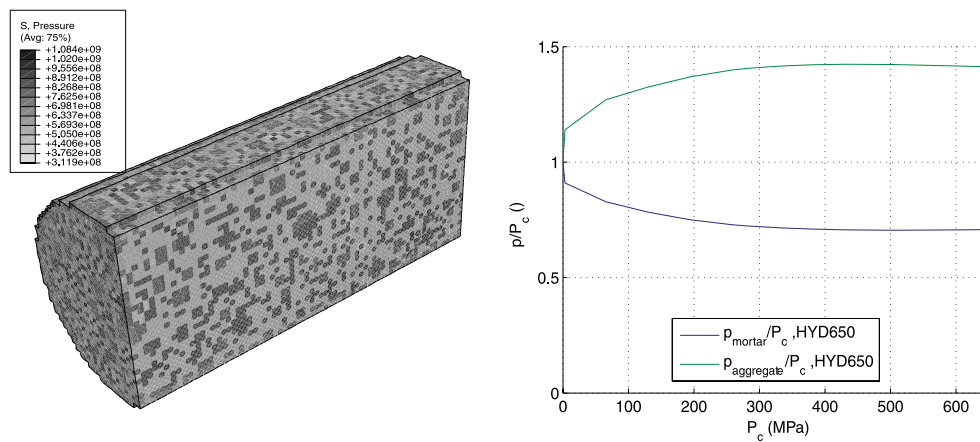 S, Pressure
(Avg: 75%)
+1.084e+09
+1.020e+09
+9.556e+08
+8.912e+08
+8.268e+08
+7.625e+08
+6.981e+08
+6.337e+08
+5.693e+08
+5.050e+08
+4.406e+08
+3.762e+08
+3.119e+08
1.5
1
0.5
0
p/P_c ()
p_mortar/P_c ,HYD650
p_aggregate/P_c ,HYD650
0 100 200 300 400 500 600
P_c (MPa)